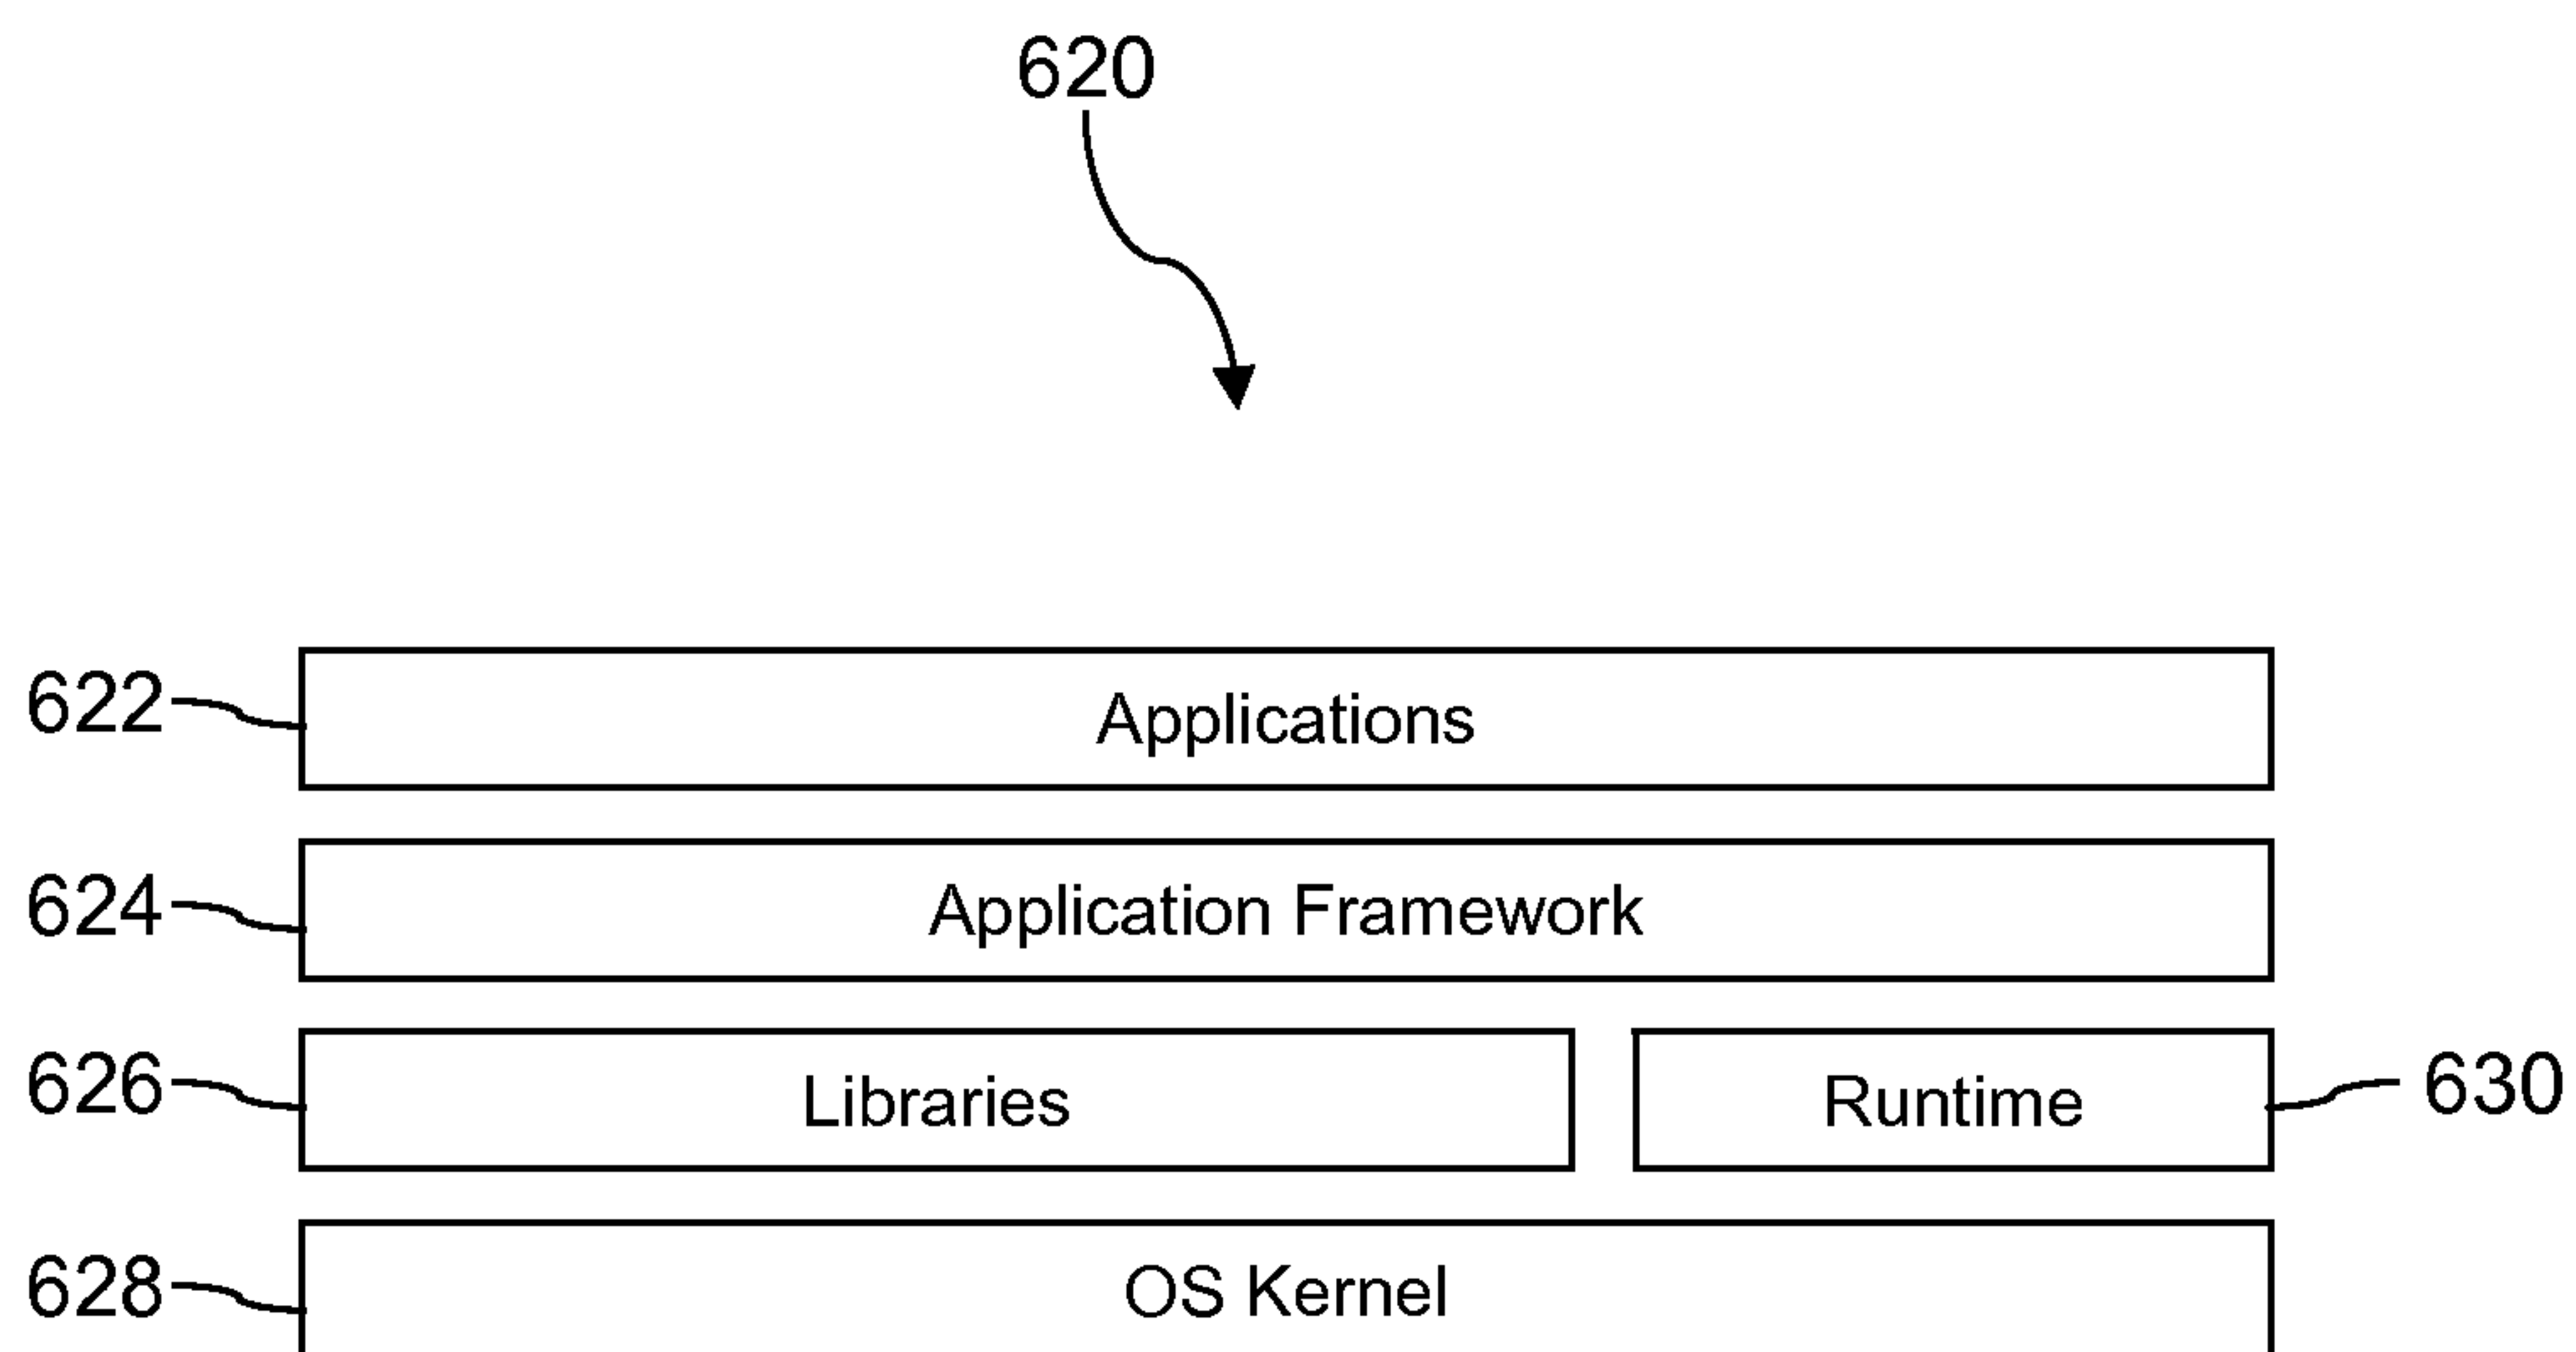 620
622 Applications
624 Application Framework
626 Libraries Runtime 630
628 OS Kernel